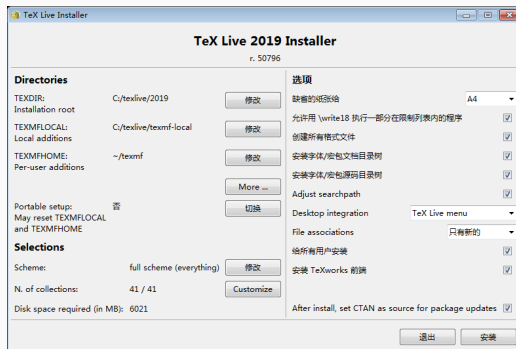 TeX Live Installer
TeX Live 2019 Installer
r. 50796
Directories
TEXDIR: C:/texlive/2019 修改
Installation root
TEXMFLOCAL: C:/texlive/texmf-local 修改
Local additions
TEXMFHOME: ~/texmf 修改
Per-user additions
More ...
Portable setup: 否 切换
May reset TEXMFLOCAL
and TEXMFHOME
Selections
Scheme: full scheme (everything) 修改
N. of collections: 41 / 41 Customize
Disk space required (in MB): 6021
选项
缺省的纸张给 A4
允许用 \write18 执行一部分在限制列表内的程序
创建所有格式文件
安装字体/宏包文档目录树
安装字体/宏包源码目录树
Adjust searchpath
Desktop integration TeX Live menu
File associations 只有新的
给所有用户安装
安装 TeXworks 前端
After install, set CTAN as source for package updates
退出 安装